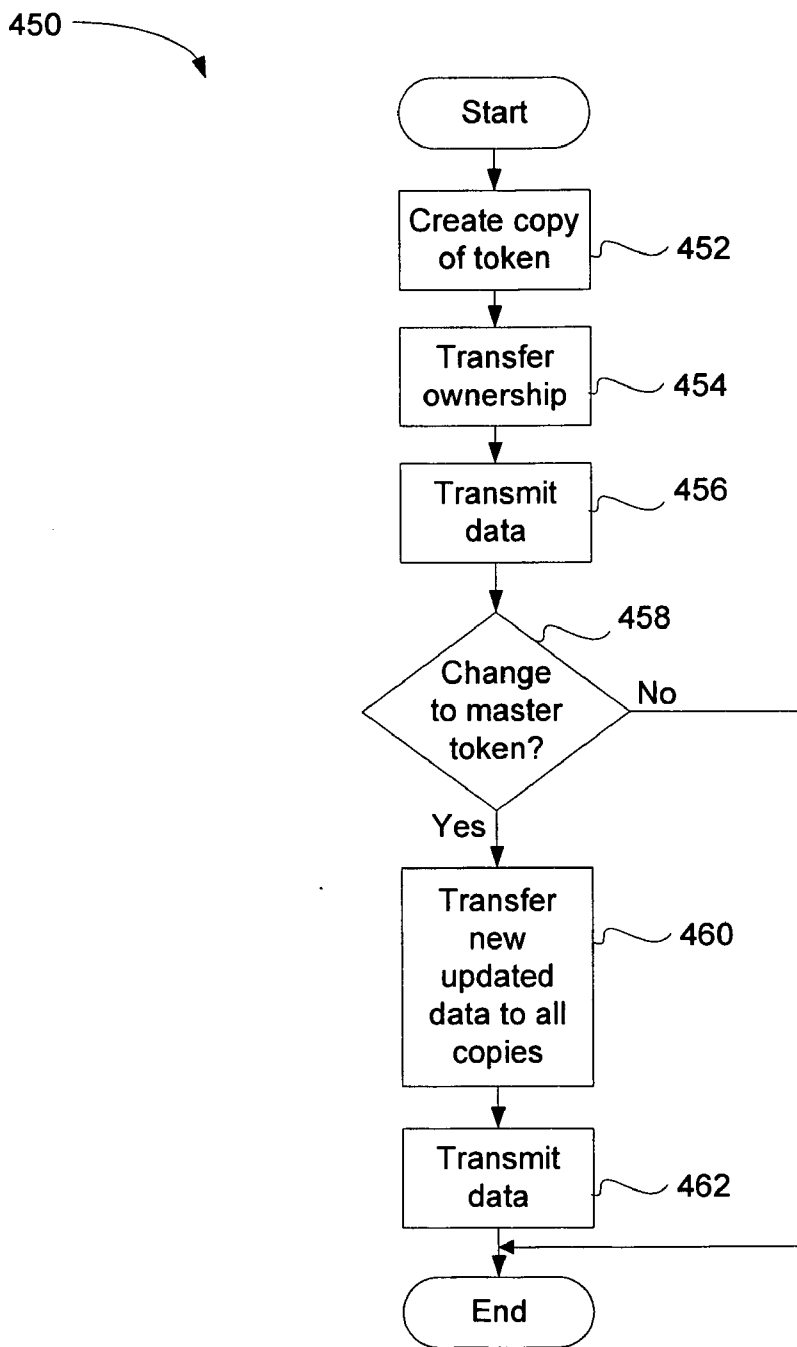 450
Start
Create copy
of token
452
Transfer
ownership
454
Transmit
data
456
458
Change
to master
token?
No
Yes
Transfer
new
updated
data to all
copies
460
Transmit
data
462
End